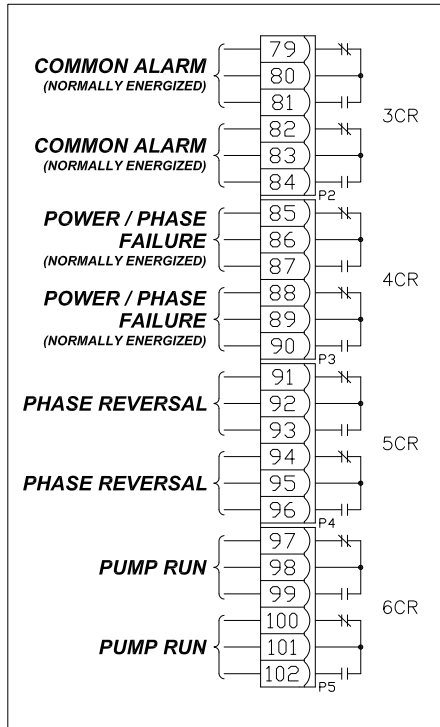 COMMON ALARM
(NORMALLY ENERGIZED)
79
80
81
3CR
COMMON ALARM
(NORMALLY ENERGIZED)
82
83
84
P2
POWER / PHASE
FAILURE
(NORMALLY ENERGIZED)
85
86
87
4CR
POWER / PHASE
FAILURE
(NORMALLY ENERGIZED)
88
89
90
P3
PHASE REVERSAL
91
92
93
5CR
PHASE REVERSAL
94
95
96
P4
PUMP RUN
97
98
99
6CR
PUMP RUN
100
101
102
P5